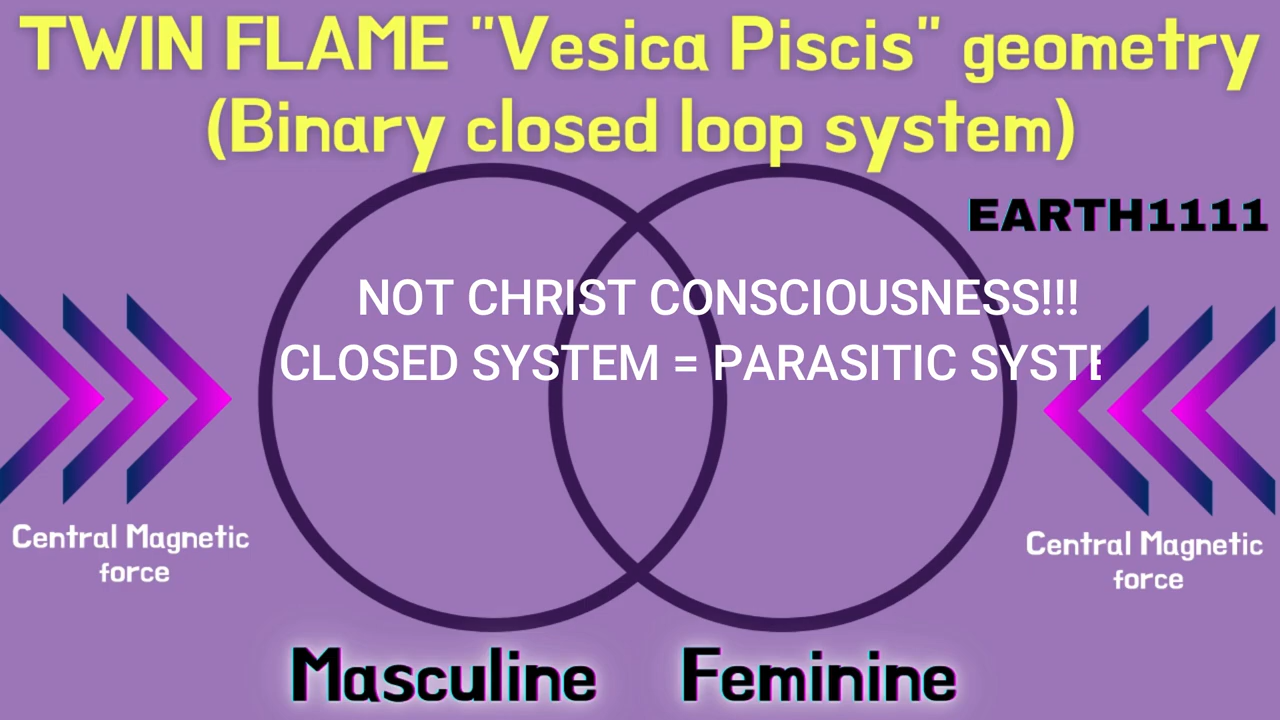 TWIN FLAME "Vesica Piscis" geometry
(Binary closed loop system)
EARTH1111
NOT CHRIST CONSCIOUSNESS!!!
CLOSED SYSTEM = PARASITIC SYSTE
Central Magnetic
force
Central Magnetic
force
Masculine Feminine